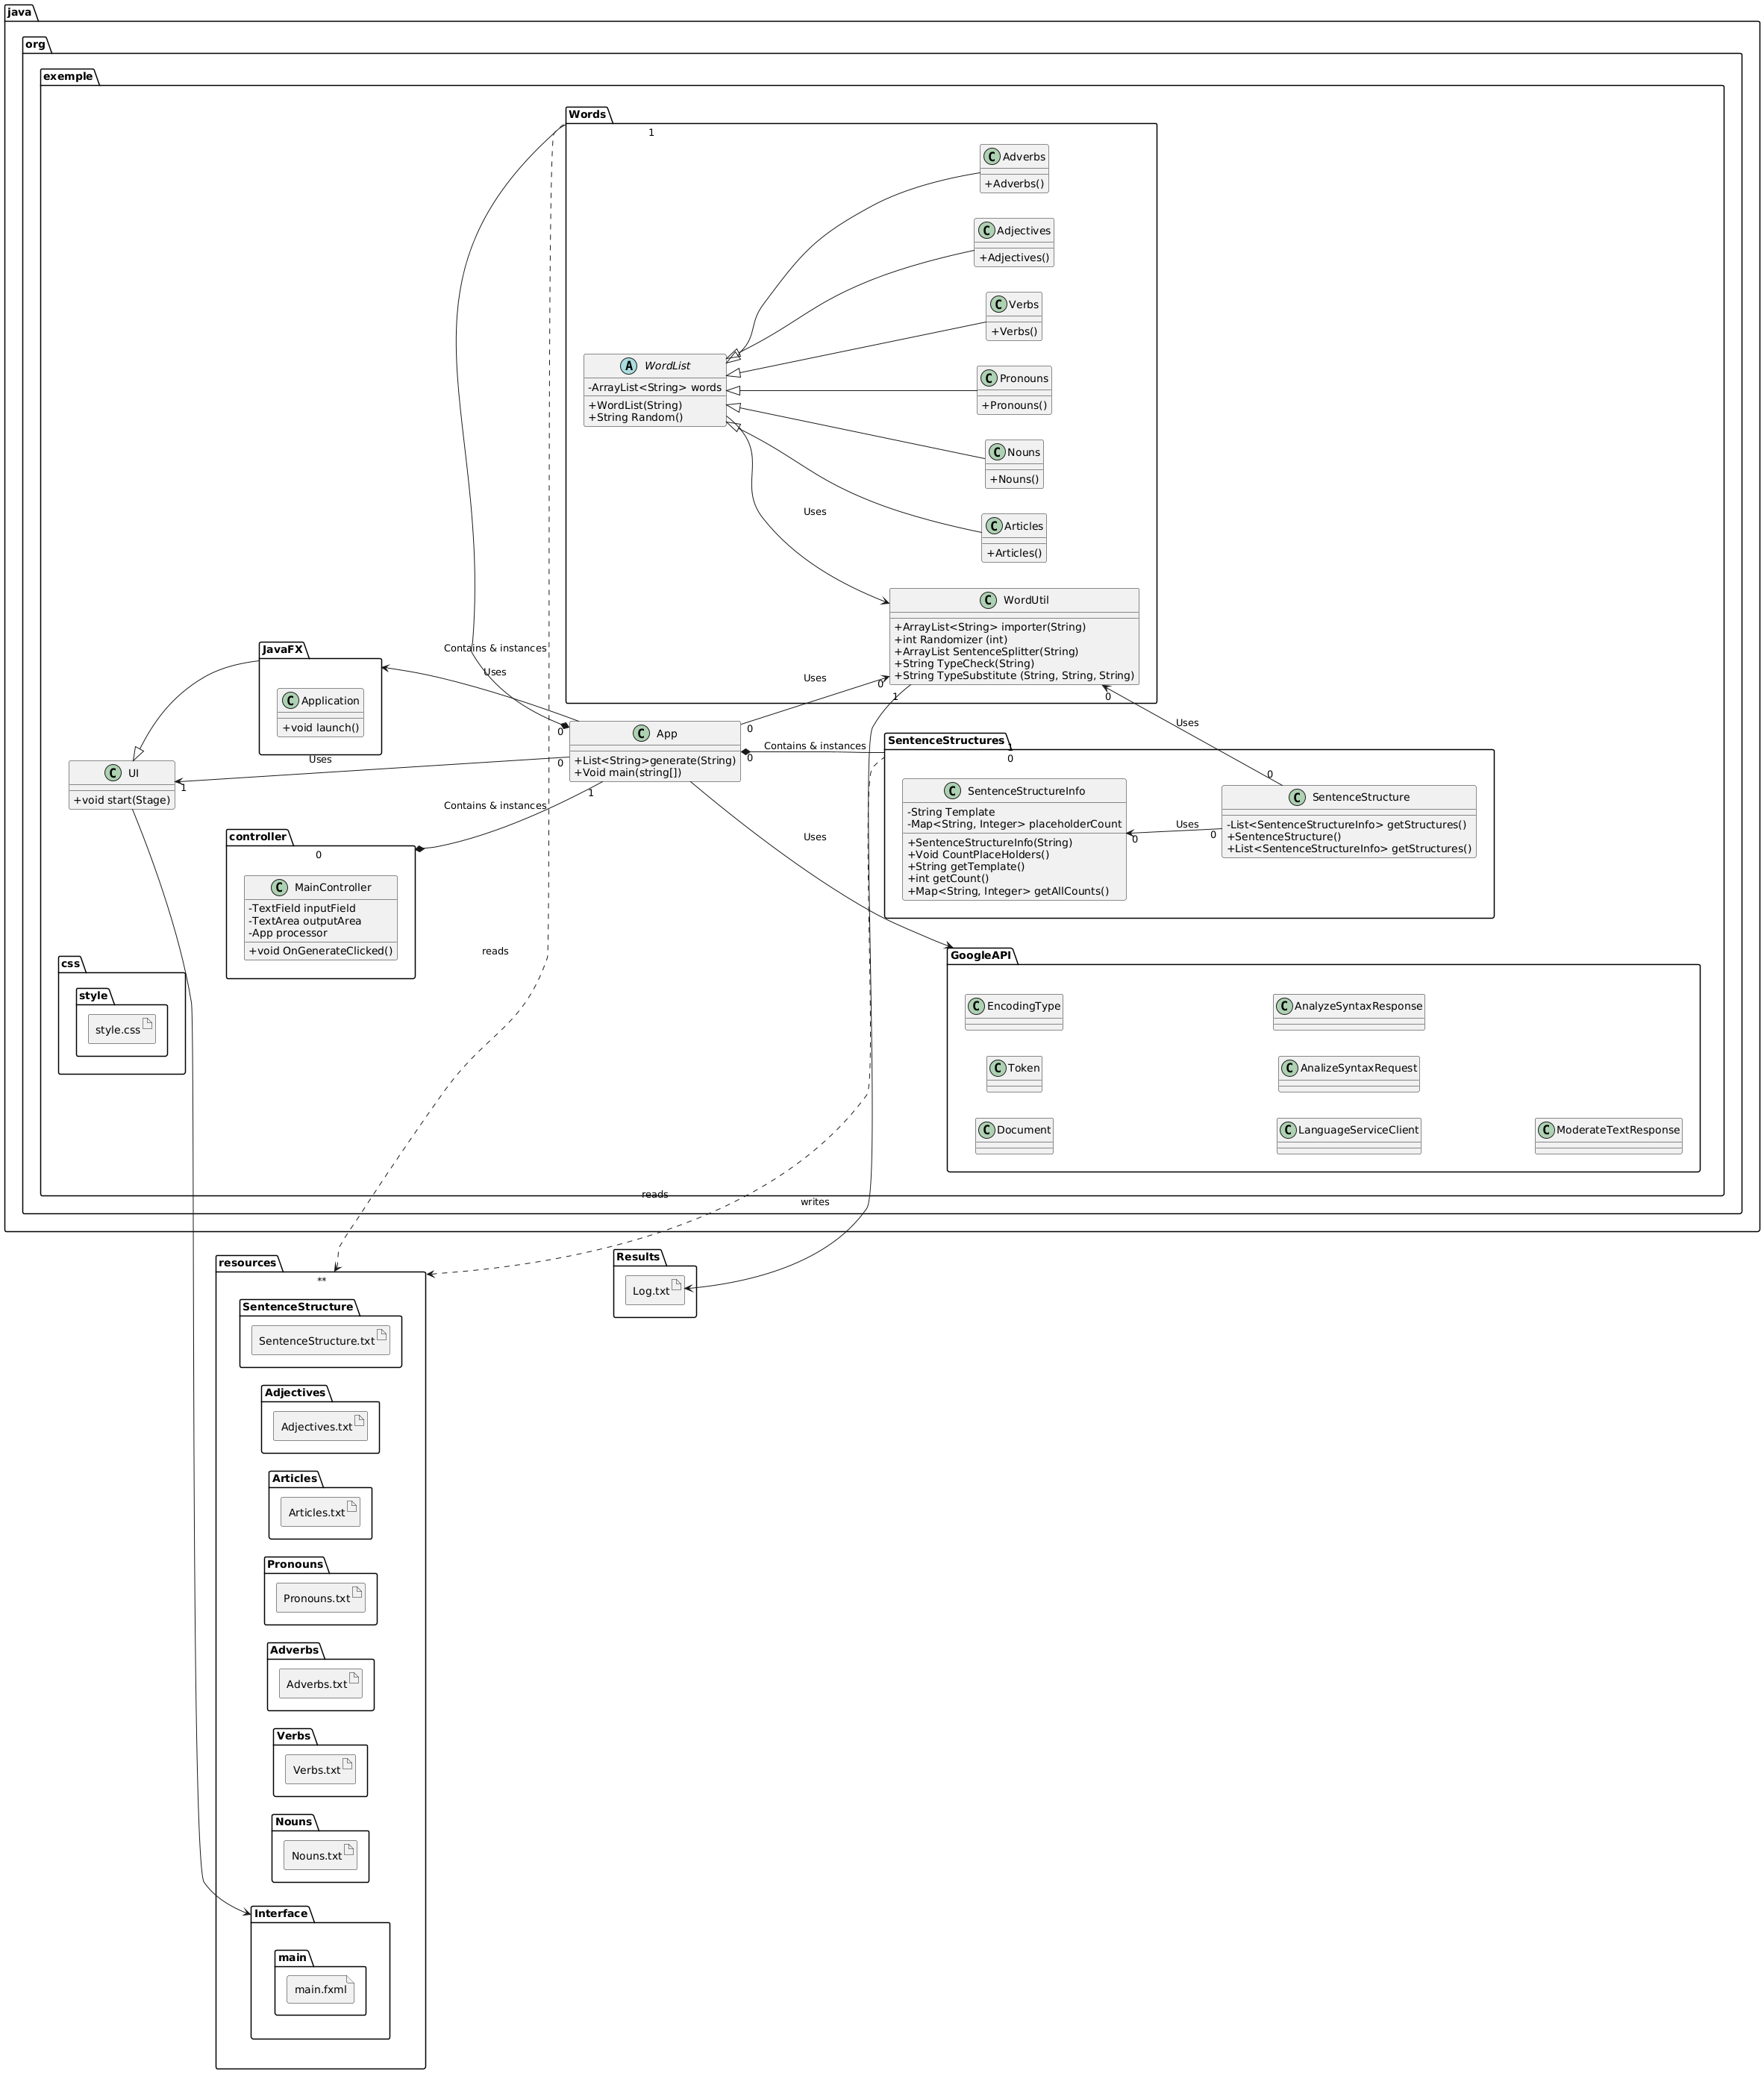 java
org
exemple
Words
1
Adverbs
+Adverbs()
Adjectives
+Adjectives()
Verbs
+Verbs()
WordList
-ArrayList<String> words
+WordList(String)
+String Random()
Pronouns
+Pronouns()
Nouns
+Nouns()
Uses
Articles
+Articles()
WordUtil
+ArrayList<String> importer(String)
+int Randomizer (int)
+ArrayList SentenceSplitter(String)
+String TypeCheck(String)
+String TypeSubstitute (String, String, String)
JavaFX
Application
+void launch()
Contains & instances
Uses
Uses
0
1
0
0
0
App
+List<String>generate(String)
+Void main(string[])
Contains & instances
0
Uses
0
UI
+void start(Stage)
1
Uses
0
SentenceStructures
1
0
SentenceStructureInfo
-String Template
-Map<String, Integer> placeholderCount
+SentenceStructureInfo(String)
+Void CountPlaceHolders()
+String getTemplate()
+int getCount()
+Map<String, Integer> getAllCounts()
0
Uses
0
SentenceStructure
-List<SentenceStructureInfo> getStructures()
+SentenceStructure()
+List<SentenceStructureInfo> getStructures()
Contains & instances
1
controller
0
MainController
-TextField inputField
-TextArea outputArea
-App processor
+void OnGenerateClicked()
Uses
reads
css
style
style.css
GoogleAPI
EncodingType
AnalyzeSyntaxResponse
Token
AnalizeSyntaxRequest
Document
LanguageServiceClient
ModerateTextResponse
reads
writes
resources
**
SentenceStructure
SentenceStructure.txt
Adjectives
Adjectives.txt
Articles
Articles.txt
Pronouns
Pronouns.txt
Adverbs
Adverbs.txt
Verbs
Verbs.txt
Nouns
Nouns.txt
Interface
main
main.fxml
Results
Log.txt